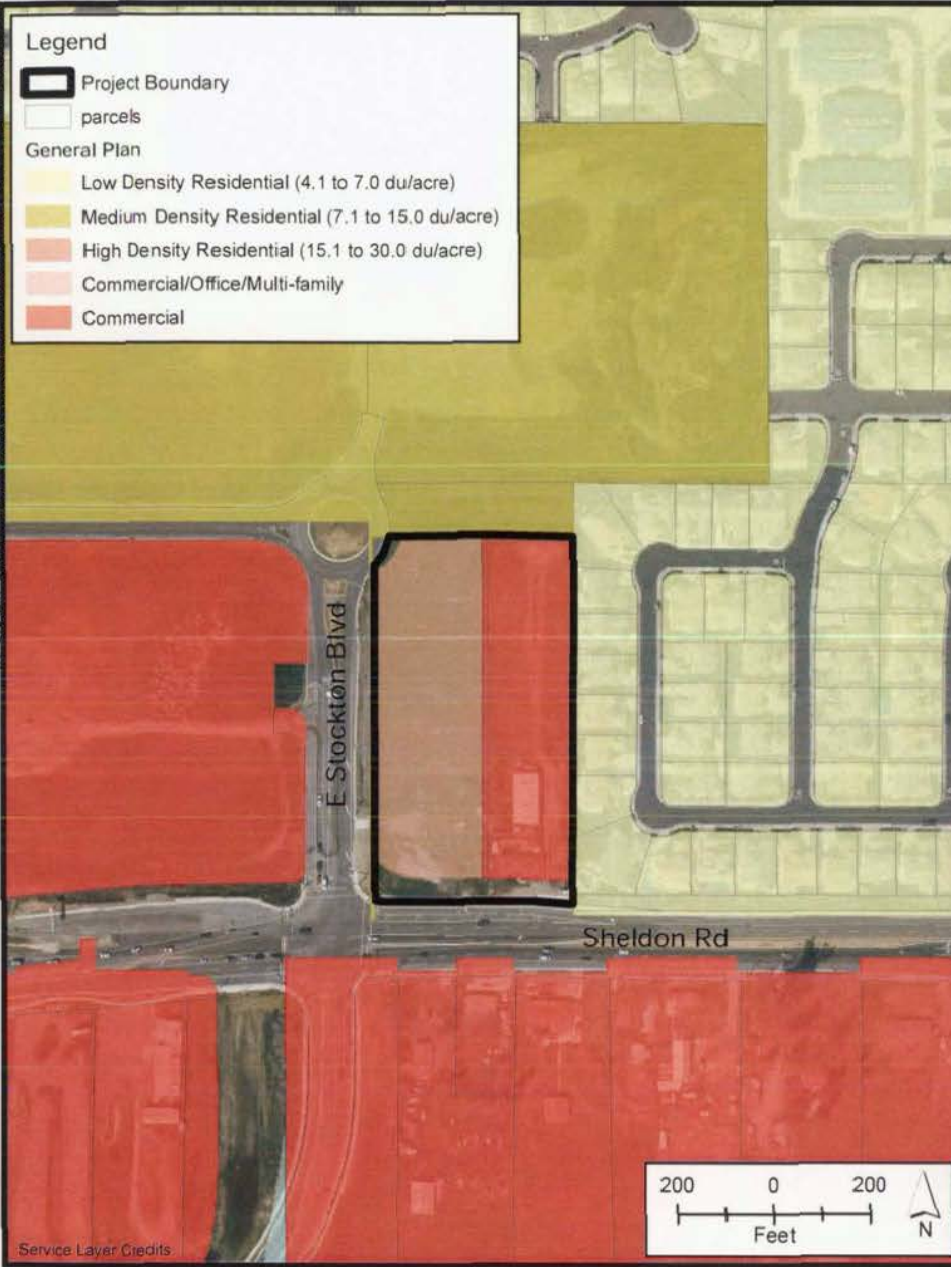 Legend
Project Boundary
parcels
General Plan
Low Density Residential (4.1 to 7.0 du/acre)
Medium Density Residential (7.1 to 15.0 du/acre)
High Density Residential (15.1 to 30.0 du/acre)
Commercial/Office/Multi-family
Commercial
E Stockton Blvd
Sheldon Rd
200 0 200
Feet
N
Service Layer Credits